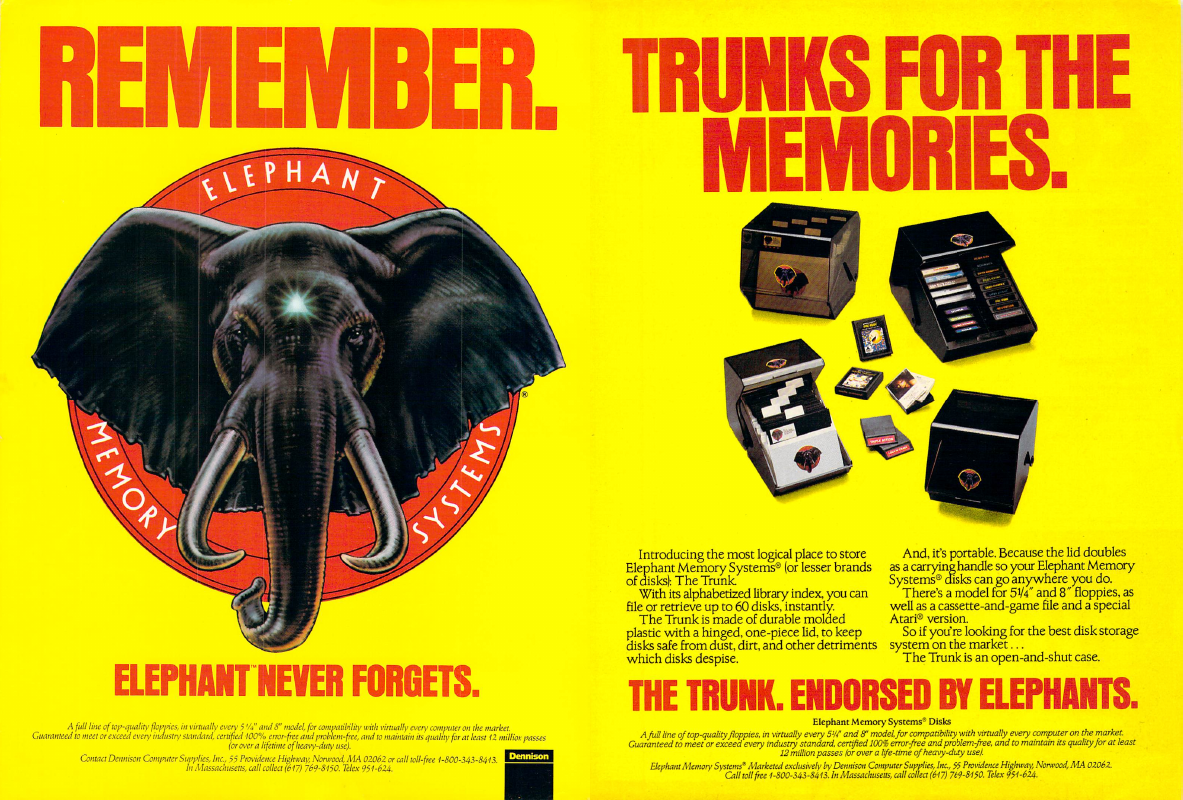 REMEMBER.
ELEPHANT
MEMORY
SYSTEMS
®
ELEPHANT™ NEVER FORGETS.
A full line of top-quality floppies, in virtually every 5¼" and 8" model, for compatibility with virtually every computer on the market.
Guaranteed to meet or exceed every industry standard, certified 100% error-free and problem-free, and to maintain its quality for at least 12 million passes
(or over a lifetime of heavy-duty use).
Contact Dennison Computer Supplies, Inc., 55 Providence Highway, Norwood, MA 02062 or call toll-free 1-800-343-8413.
In Massachusetts, call collect (617) 769-8150. Telex 951-624.
Dennison
TRUNKS FOR THE
MEMORIES.
Introducing the most logical place to store
Elephant Memory Systems® (or lesser brands
of disks): The Trunk.
With its alphabetized library index, you can
file or retrieve up to 60 disks, instantly.
The Trunk is made of durable molded
plastic with a hinged, one-piece lid, to keep
disks safe from dust, dirt, and other detriments
which disks despise.
And, it's portable. Because the lid doubles
as a carrying handle so your Elephant Memory
Systems® disks can go anywhere you do.
There's a model for 5¼" and 8" floppies, as
well as a cassette-and-game file and a special
Atari® version.
So if you're looking for the best disk storage
system on the market . . .
The Trunk is an open-and-shut case.
THE TRUNK. ENDORSED BY ELEPHANTS.
Elephant Memory Systems® Disks
A full line of top-quality floppies, in virtually every 5¼" and 8" model, for compatibility with virtually every computer on the market.
Guaranteed to meet or exceed every industry standard, certified 100% error-free and problem-free, and to maintain its quality for at least
12 million passes (or over a life-time of heavy-duty use).
Elephant Memory Systems® Marketed exclusively by Dennison Computer Supplies, Inc., 55 Providence Highway, Norwood, MA 02062.
Call toll free 1-800-343-8413. In Massachusetts, call collect (617) 769-8150. Telex 951-624.